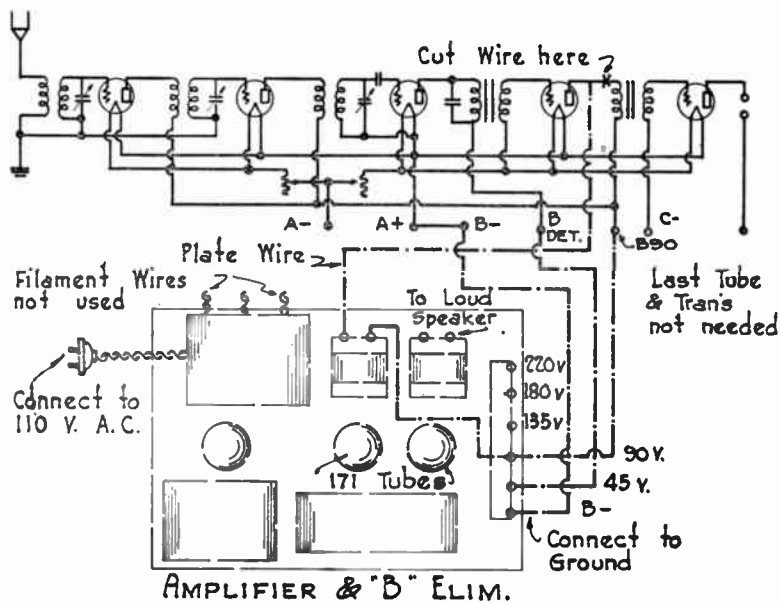 Cut Wire here
A-
A+
B-
B
DET.
B90
C-
Plate Wire
Filament Wires
not used
To Loud
Speaker
Last Tube
& Tran's
not needed
Connect to
110 V. A.C.
220V
180V
135V
90V.
45V.
B-
171 Tubes
Connect to
Ground
AMPLIFIER & "B" ELIM.